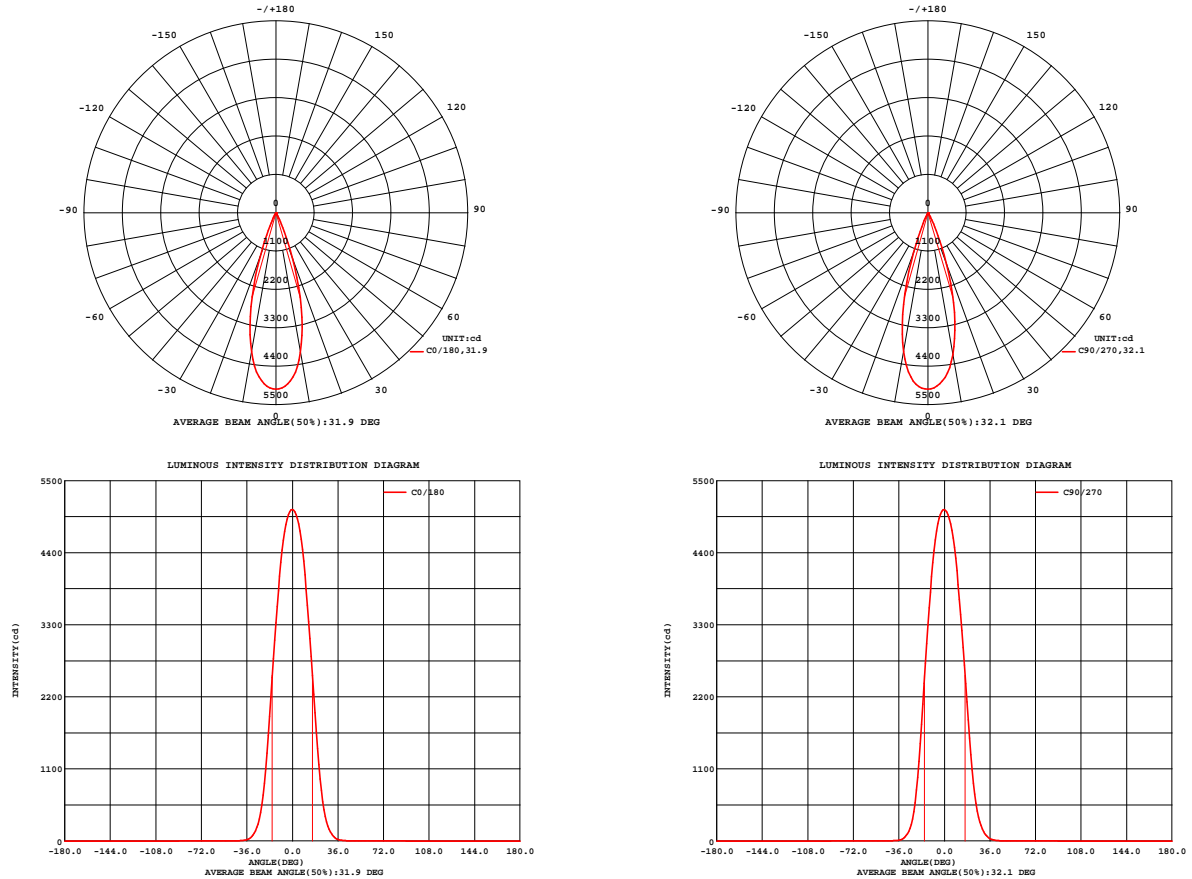 -/+180
-150
150
-120
120
-90
90
-60
60
-30
30
0
0
1100
2200
3300
4400
5500
UNIT:cd
C0/180,31.9
AVERAGE BEAM ANGLE(50%):31.9 DEG
-/+180
-150
150
-120
120
-90
90
-60
60
-30
30
0
0
1100
2200
3300
4400
5500
UNIT:cd
C90/270,32.1
AVERAGE BEAM ANGLE(50%):32.1 DEG
LUMINOUS INTENSITY DISTRIBUTION DIAGRAM
C0/180
INTENSITY(cd)
5500
4400
3300
2200
1100
0
-180.0 -144.0 -108.0 -72.0 -36.0 0.0 36.0 72.0 108.0 144.0 180.0
ANGLE(DEG)
AVERAGE BEAM ANGLE(50%):31.9 DEG
LUMINOUS INTENSITY DISTRIBUTION DIAGRAM
C90/270
INTENSITY(cd)
5500
4400
3300
2200
1100
0
-180.0 -144.0 -108.0 -72.0 -36.0 0.0 36.0 72.0 108.0 144.0 180.0
ANGLE(DEG)
AVERAGE BEAM ANGLE(50%):32.1 DEG